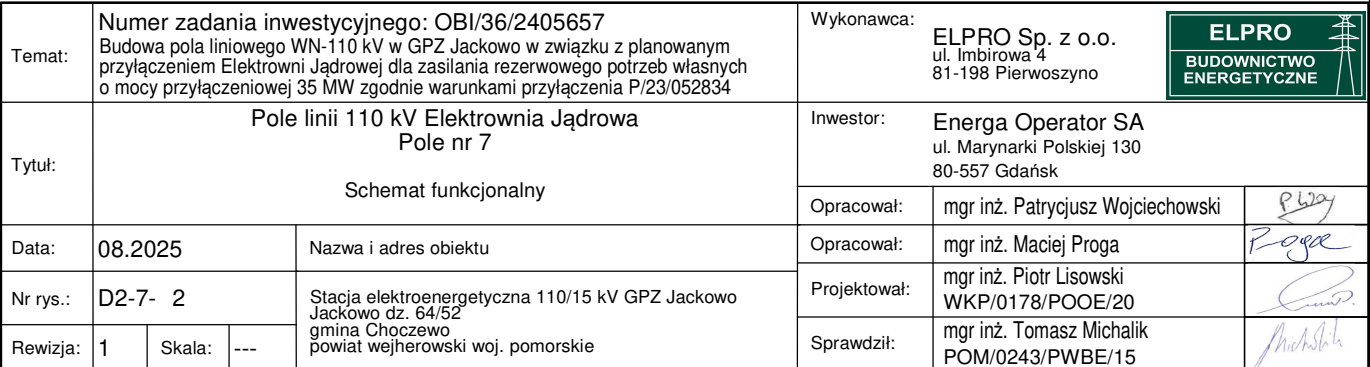 Temat:
Numer zadania inwestycyjnego: OBI/36/2405657
Budowa pola liniowego WN-110 kV w GPZ Jackowo w związku z planowanym
przyłączeniem Elektrowni Jądrowej dla zasilania rezerwowego potrzeb własnych
o mocy przyłączeniowej 35 MW zgodnie warunkami przyłączenia P/23/052834
Wykonawca:
ELPRO Sp. z o.o.
ul. Imbirowa 4
81-198 Pierwoszyno
ELPRO
BUDOWNICTWO
ENERGETYCZNE
Tytuł:
Pole linii 110 kV Elektrownia Jądrowa
Pole nr 7
Schemat funkcjonalny
Inwestor:
Energa Operator SA
ul. Marynarki Polskiej 130
80-557 Gdańsk
Opracował:
mgr inż. Patrycjusz Wojciechowski
Data:
08.2025
Nazwa i adres obiektu
Opracował:
mgr inż. Maciej Proga
Proga
Nr rys.:
D2-7- 2
Stacja elektroenergetyczna 110/15 kV GPZ Jackowo
Jackowo dz. 64/52
gmina Choczewo
powiat wejherowski woj. pomorskie
Projektował:
mgr inż. Piotr Lisowski
WKP/0178/POOE/20
Rewizja:
1
Skala:
---
Sprawdził:
mgr inż. Tomasz Michalik
POM/0243/PWBE/15
Michalik